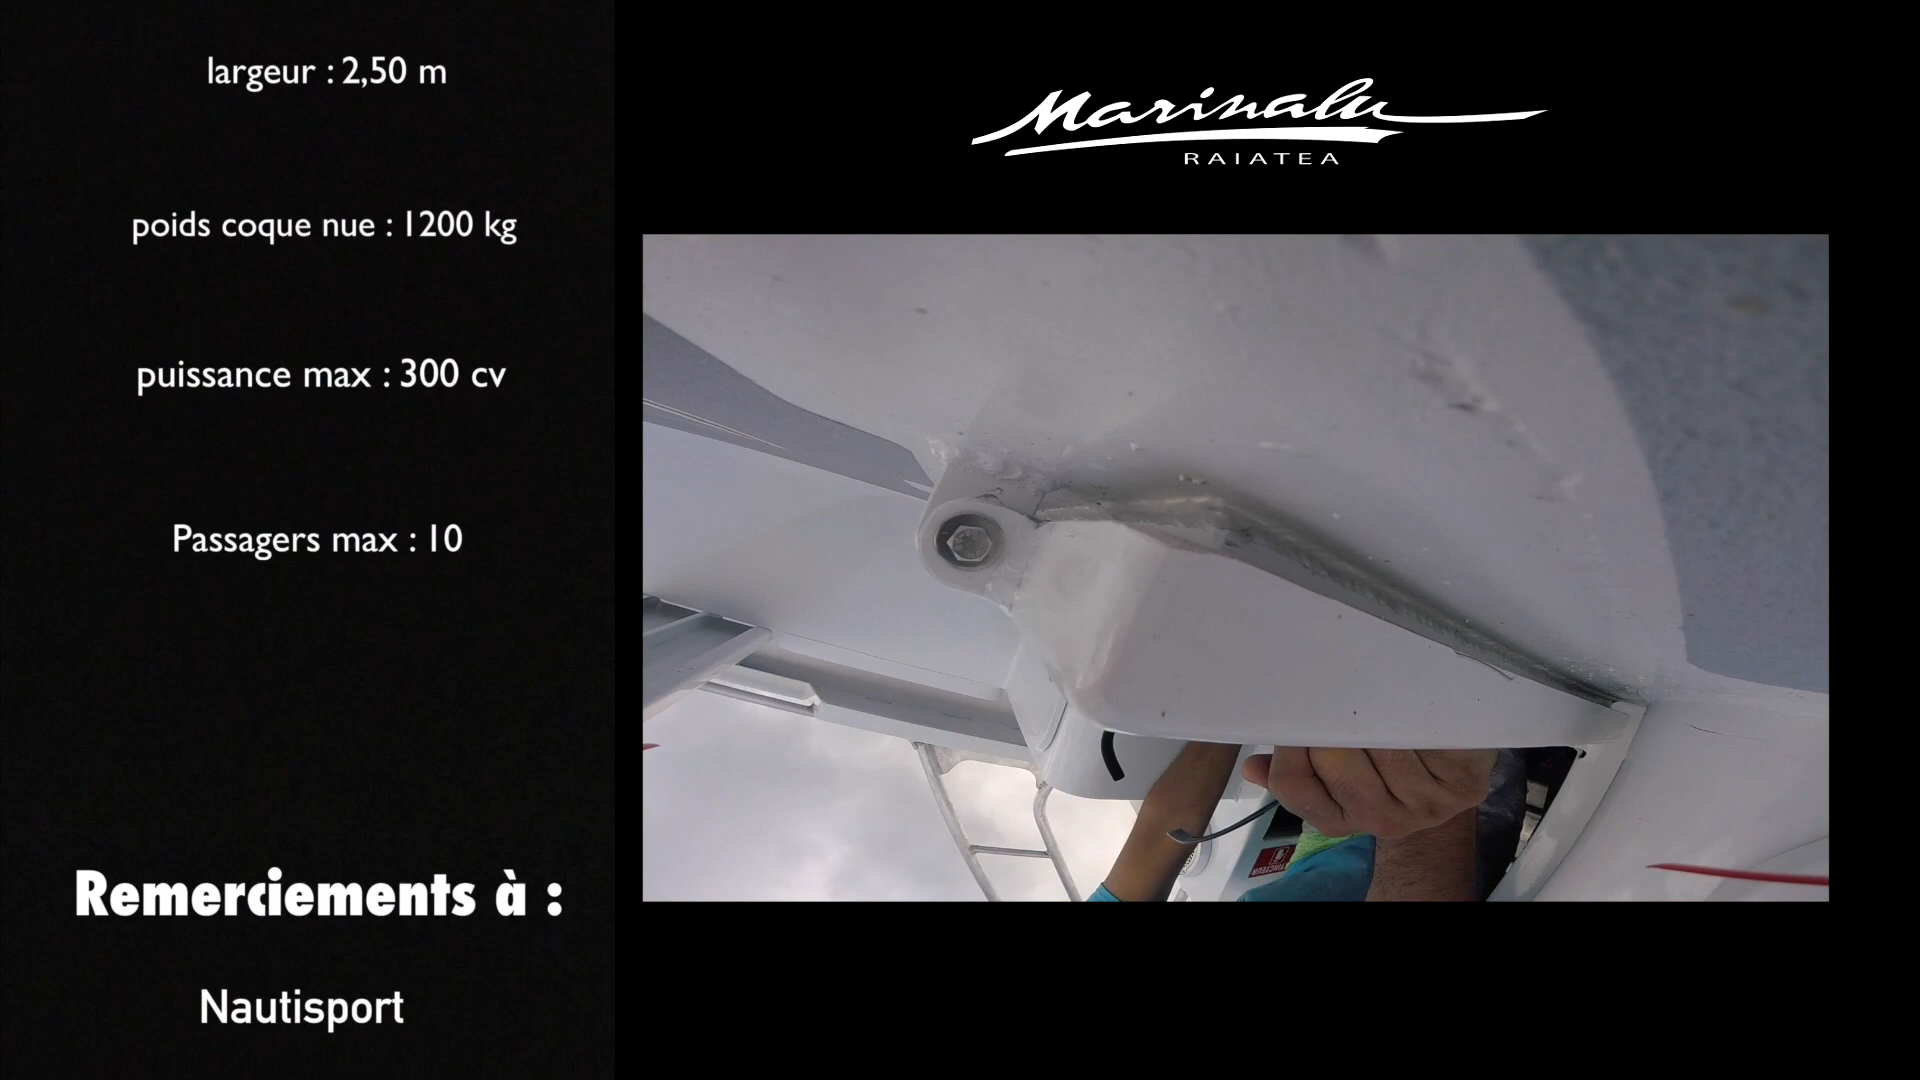 largeur : 2,50 m
poids coque nue : 1200 kg
puissance max : 300 cv
Passagers max : 10
Remerciements à :
Nautisport
Marinalu
RAIATEA